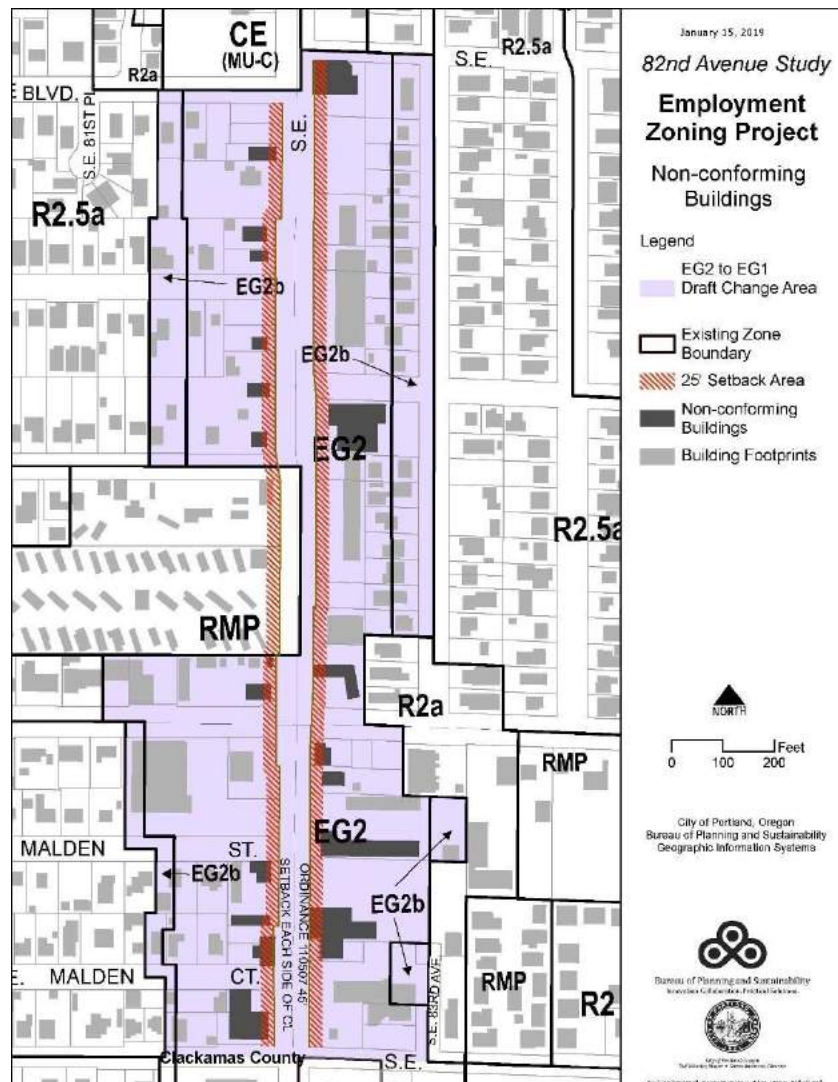 CE
(MU-C)
R2a
E BLVD.
S.E. 81ST PL
S.E.
S.E.
R2.5a
R2.5a
EG2b
EG2b
EG2
R2.5a
RMP
R2a
RMP
EG2
MALDEN
ST.
EG2b
EG2b
ORDINANCE 110507 45'
SETBACK EACH SIDE OF CL
E.
MALDEN
CT.
S.E. 83RD AVE.
RMP
R2
Clackamas County
S.E.
January 15, 2019
82nd Avenue Study
Employment
Zoning Project
Non-conforming
Buildings
Legend
EG2 to EG1
Draft Change Area
Existing Zone
Boundary
25' Setback Area
Non-conforming
Buildings
Building Footprints
NORTH
0 100 200 Feet
City of Portland, Oregon
Bureau of Planning and Sustainability
Geographic Information Systems
Bureau of Planning and Sustainability
Innovation. Collaboration. Practical Solutions.